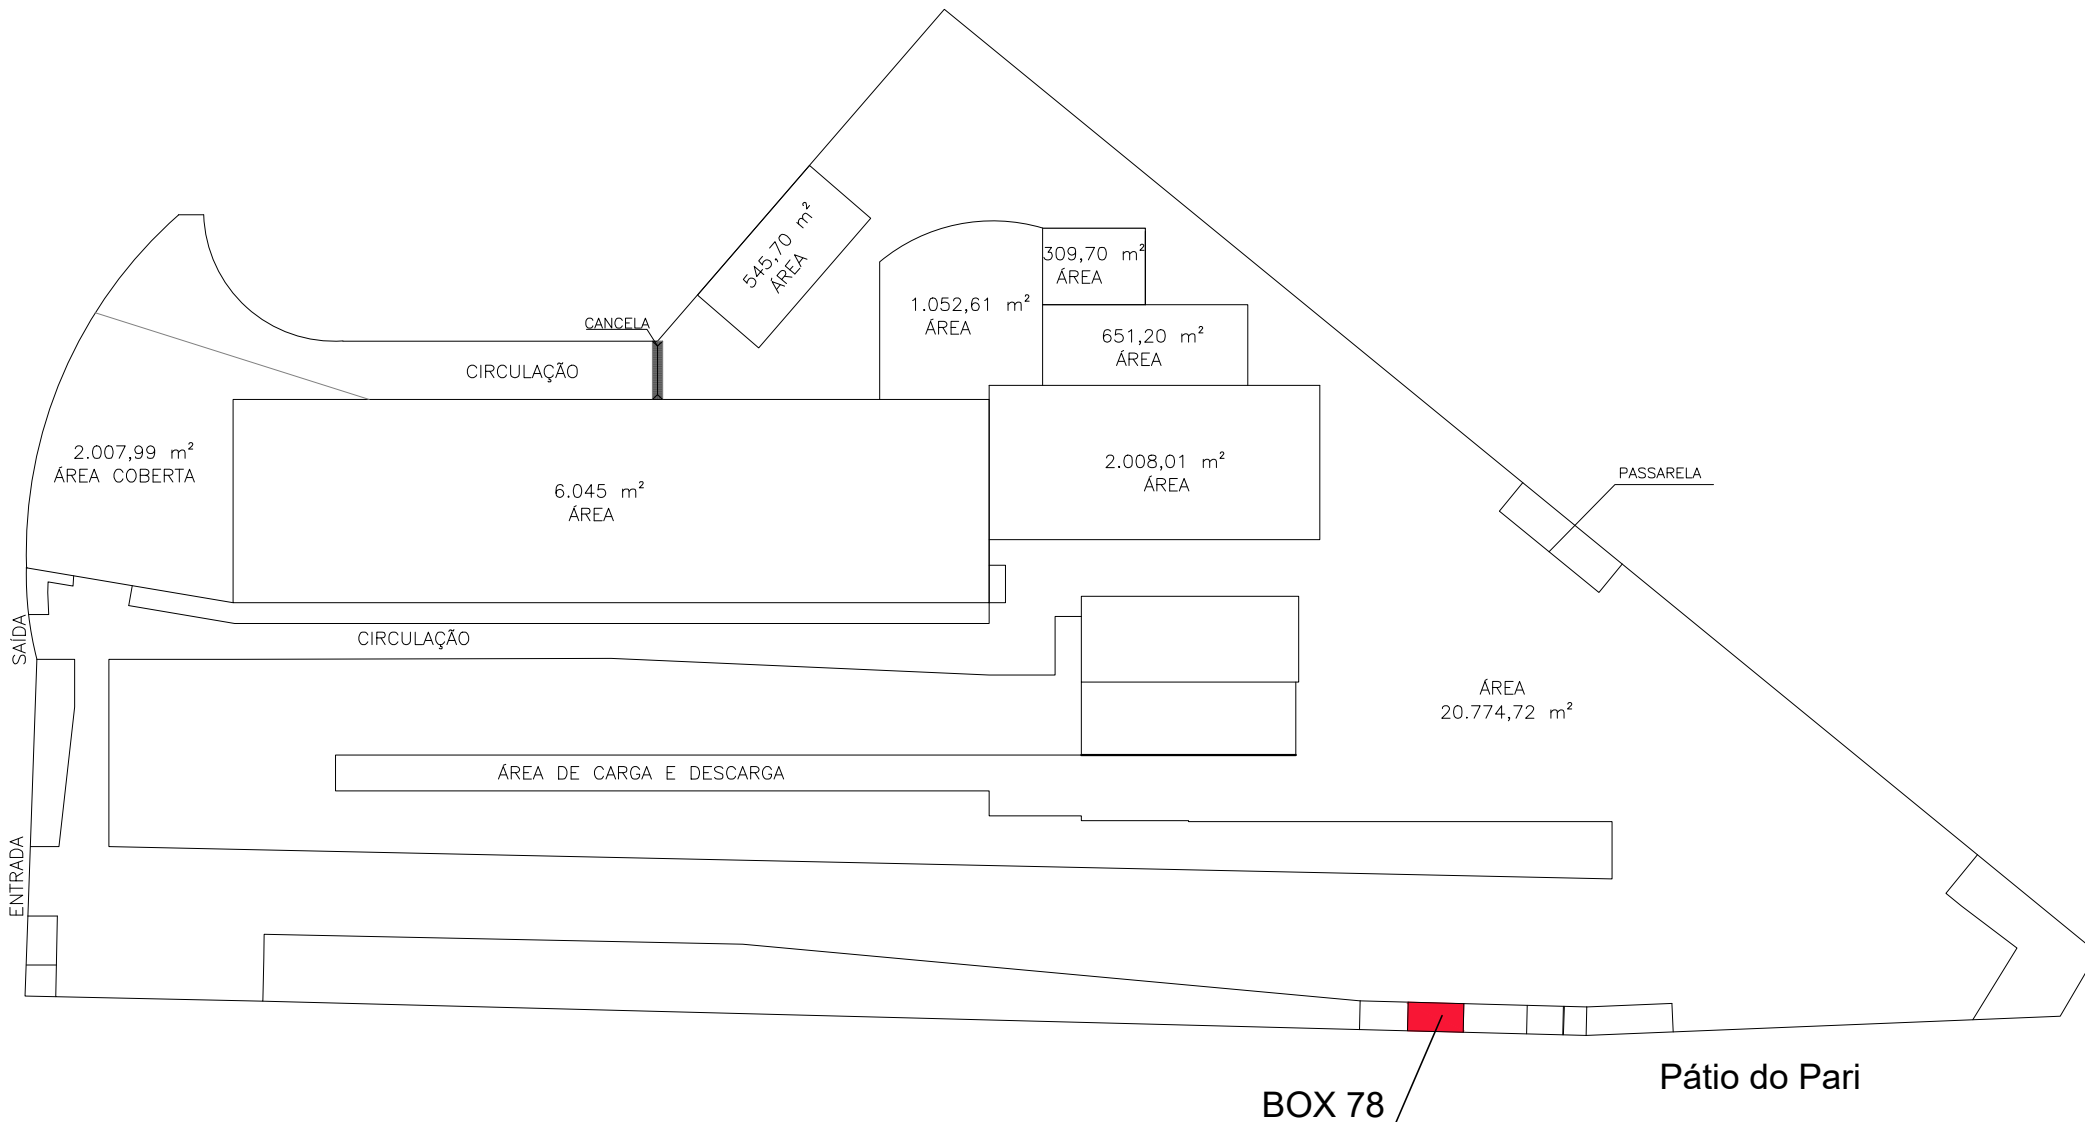 545,70 m²
ÁREA
309,70 m²
ÁREA
1.052,61 m²
ÁREA
CANCELA
651,20 m²
ÁREA
CIRCULAÇÃO
2.007,99 m²
ÁREA COBERTA
6.045 m²
ÁREA
2.008,01 m²
ÁREA
PASSARELA
SAÍDA
CIRCULAÇÃO
ÁREA
20.774,72 m²
ÁREA DE CARGA E DESCARGA
ENTRADA
Pátio do Pari
BOX 78